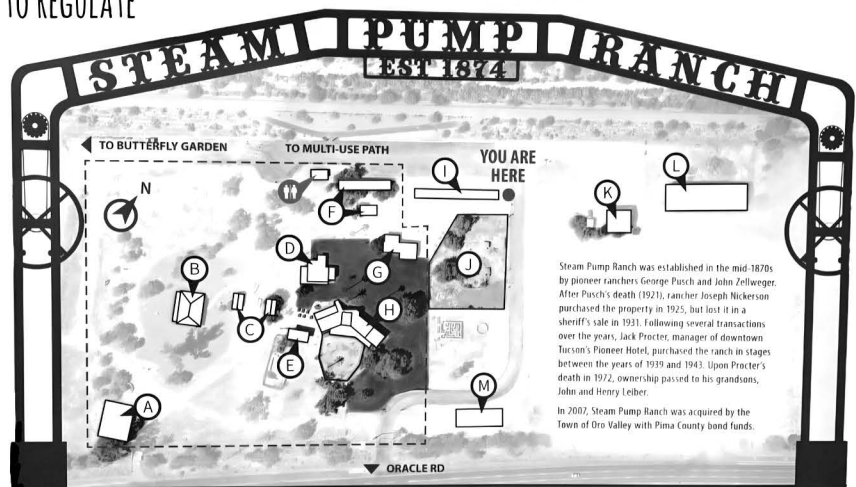 TO REGULATE
STEAM PUMP RANCH
EST 1874
TO BUTTERFLY GARDEN
TO MULTI-USE PATH
YOU ARE
HERE
N
I
L
K
F
D
B
G
J
H
C
E
A
M
Steam Pump Ranch was established in the mid-1870s
by pioneer ranchers George Pusch and John Zellweger.
After Pusch's death (1921), rancher Joseph Nickerson
purchased the property in 1925, but lost it in a
sheriff's sale in 1931. Following several transactions
over the years, Jack Procter, manager of downtown
Tucson's Pioneer Hotel, purchased the ranch in stages
between the years of 1939 and 1943. Upon Procter's
death in 1972, ownership passed to his grandsons,
John and Henry Leiber.
In 2007, Steam Pump Ranch was acquired by the
Town of Oro Valley with Pima County bond funds.
ORACLE RD